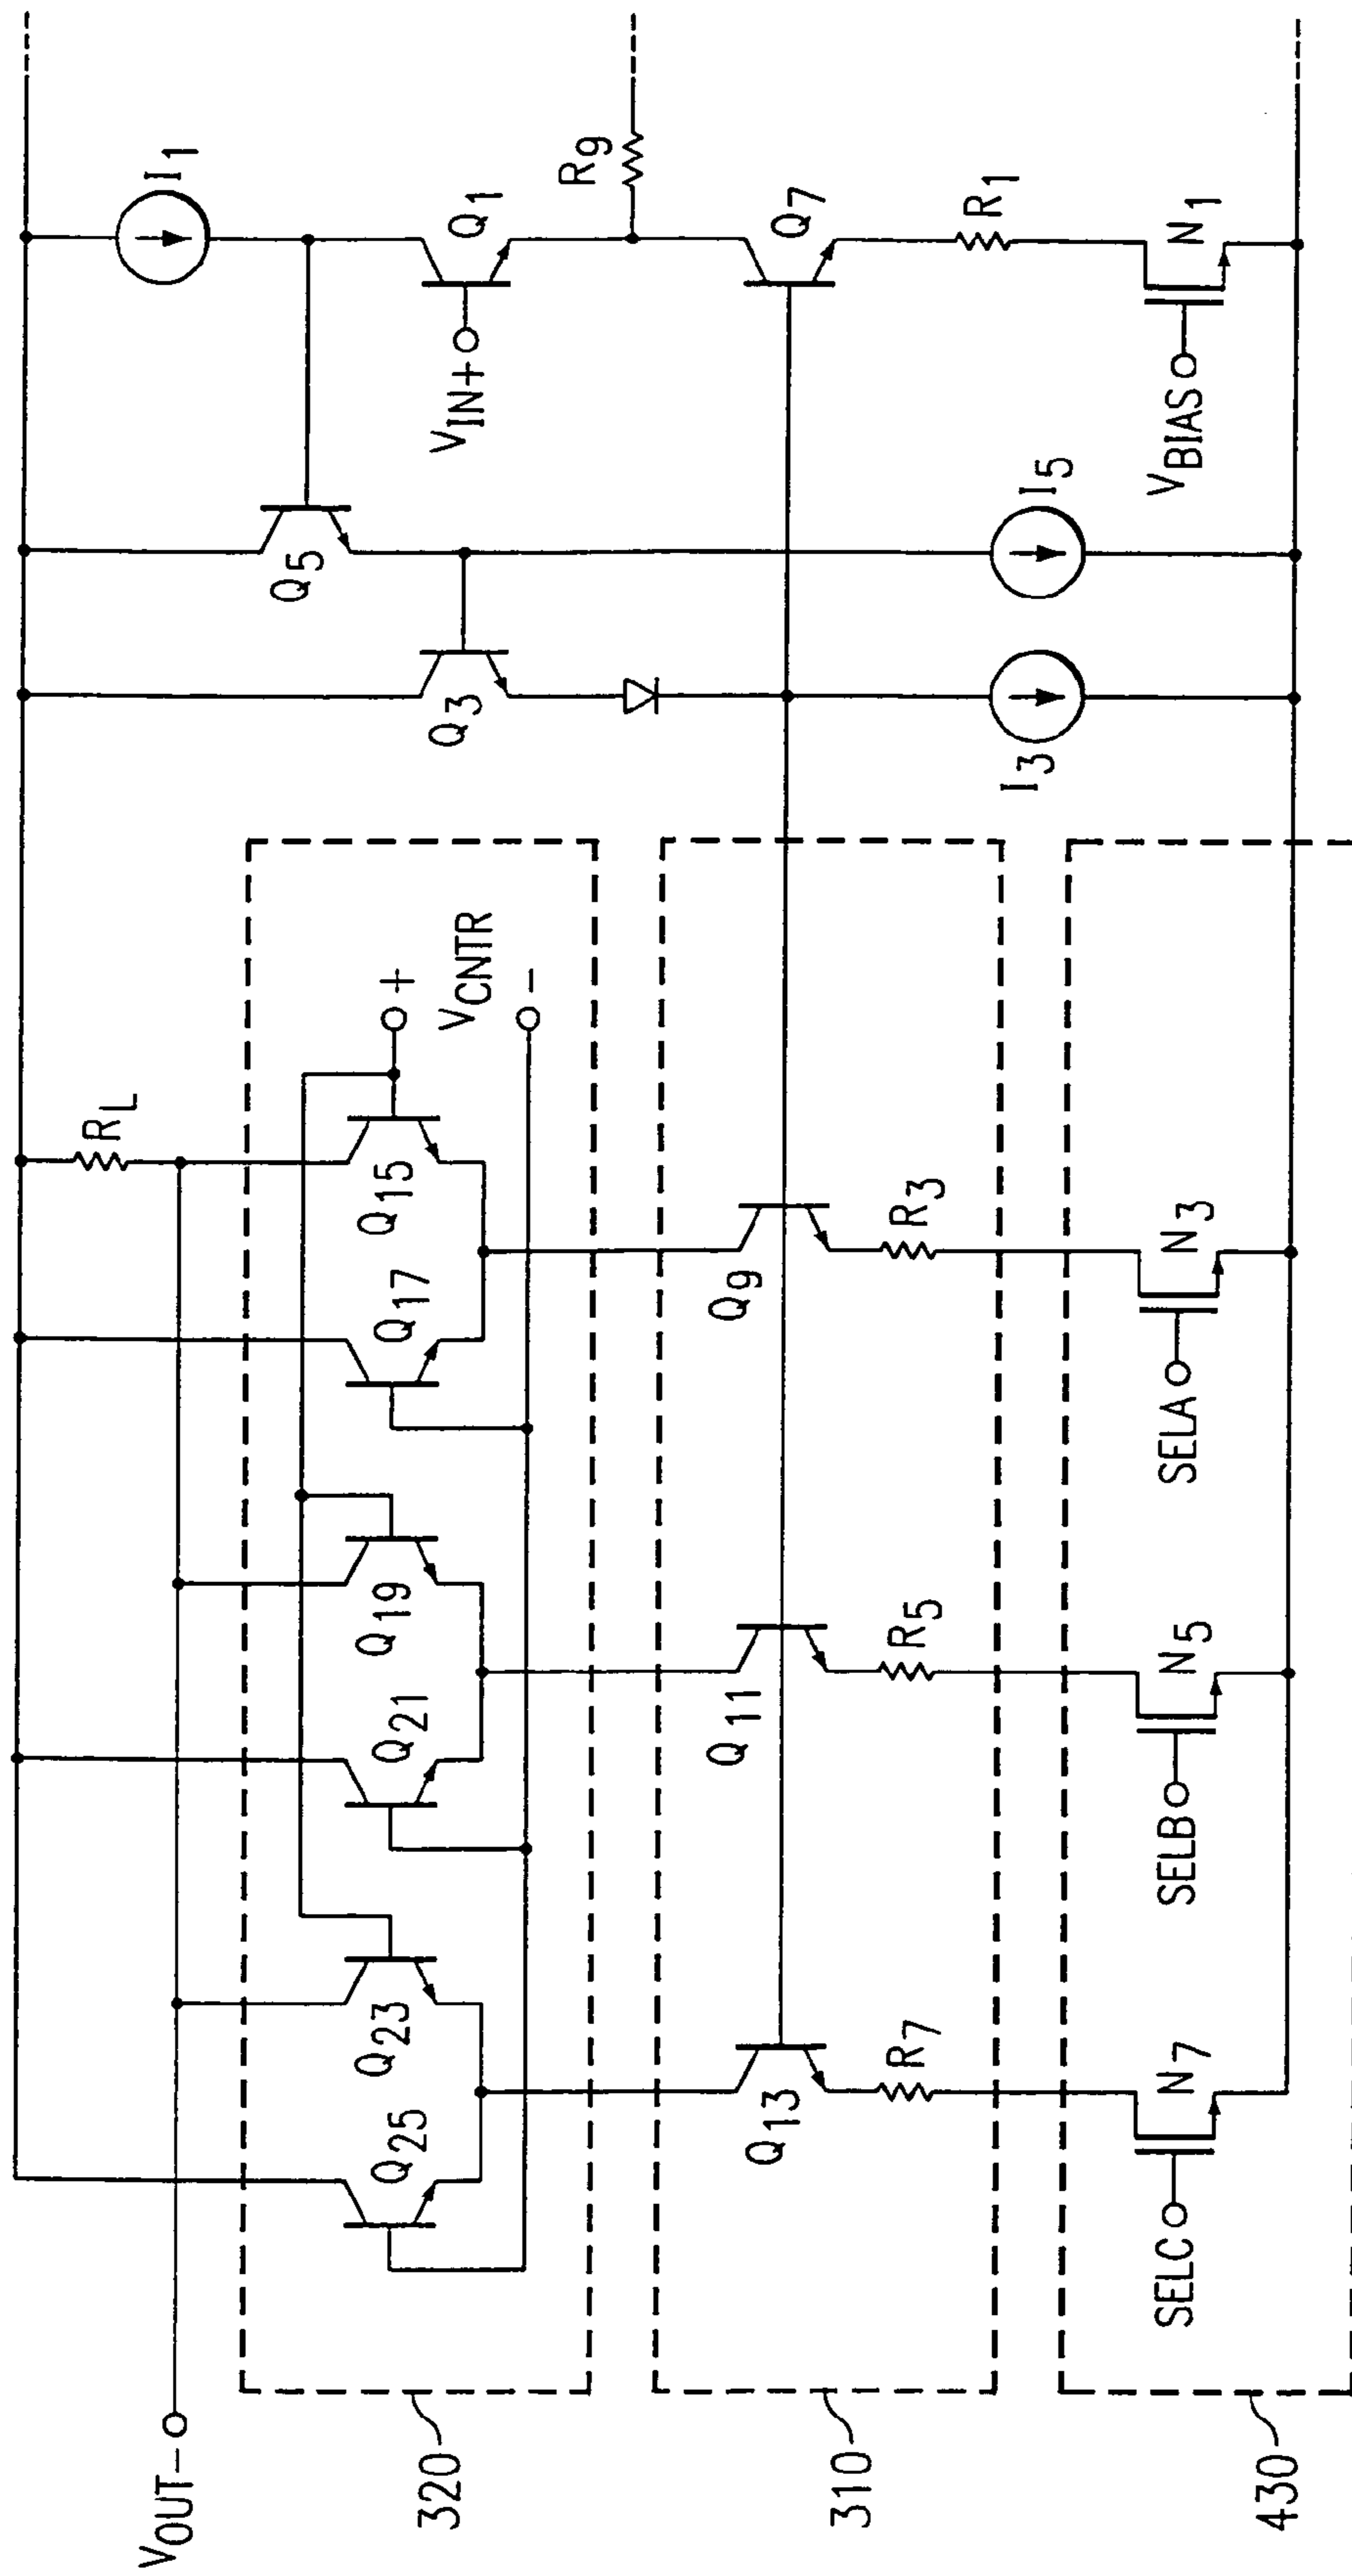 VOUT-
RL
I1
Q5
Q1
VIN+
R9
Q3
Q25
Q23
Q21
Q19
Q17
Q15
+
VCNTR
-
320
Q13
Q11
Q9
Q7
R7
R5
R3
R1
310
I3
I5
SELC
N7
SELB
N5
SELA
N3
VBIAS
N1
430